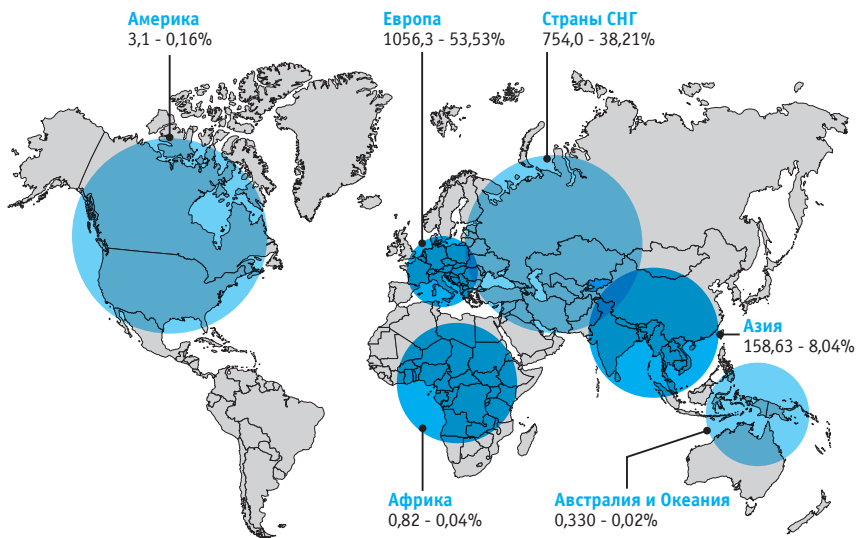 Америка
3,1 - 0,16%
Европа
1056,3 - 53,53%
Страны СНГ
754,0 - 38,21%
Азия
158,63 - 8,04%
Африка
0,82 - 0,04%
Австралия и Океания
0,330 - 0,02%